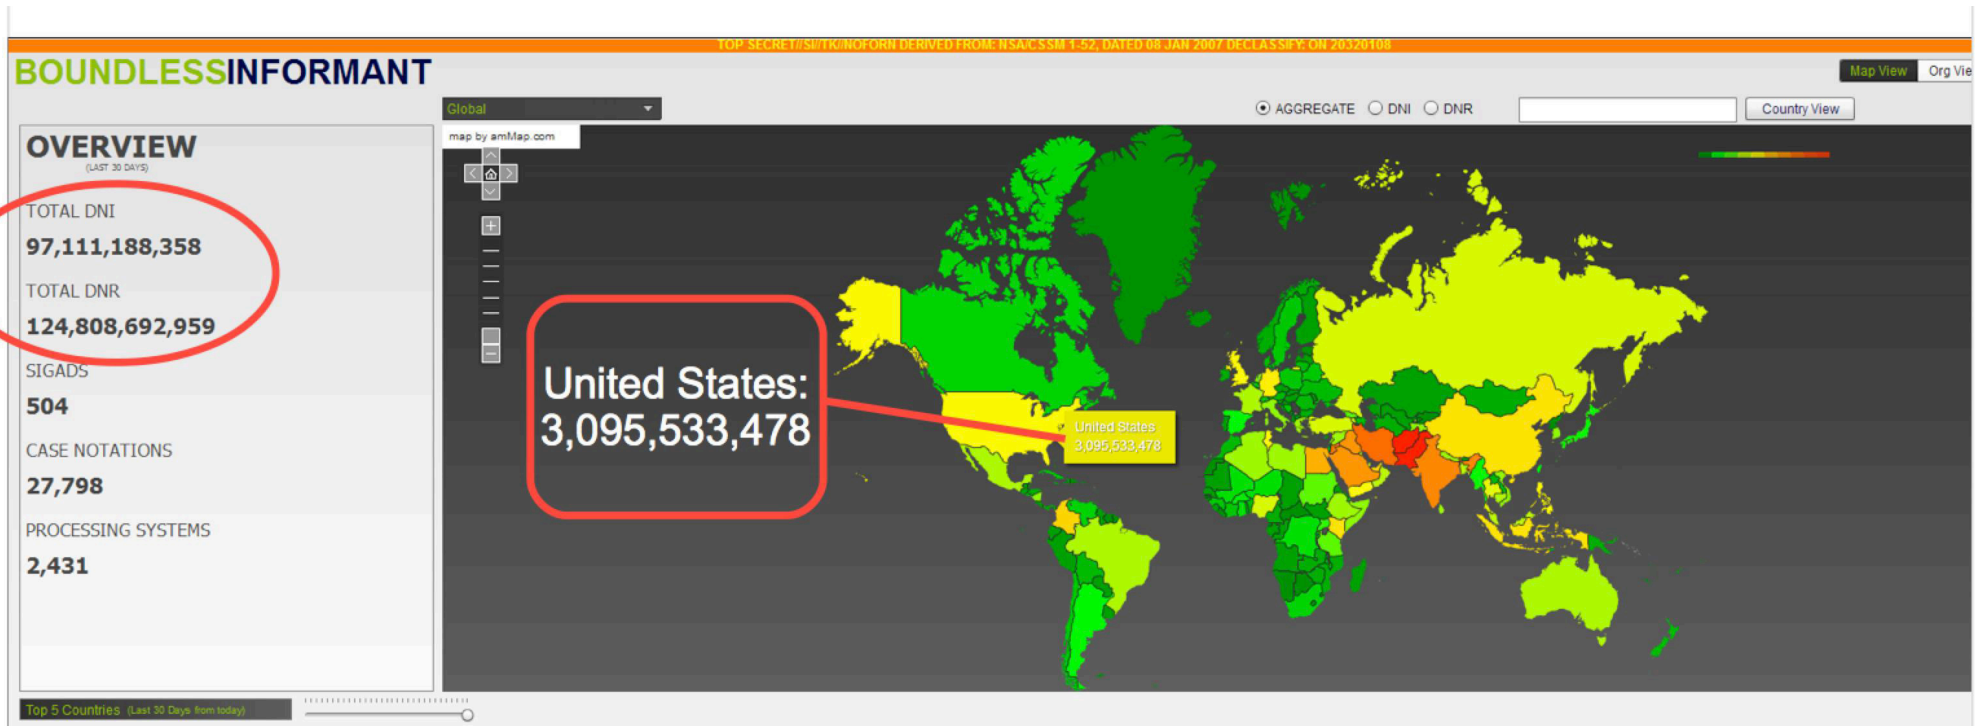 TOP SECRET//SI//TK//NOFORN DERIVED FROM: NSA/CSSM 1-52, DATED 08 JAN 2007 DECLASSIFY: ON 20320108
BOUNDLESSINFORMANT
Map View Org Vie
Global
AGGREGATE DNI DNR
Country View
map by amMap.com
OVERVIEW
(LAST 30 DAYS)
TOTAL DNI
97,111,188,358
TOTAL DNR
124,808,692,959
SIGADS
504
CASE NOTATIONS
27,798
PROCESSING SYSTEMS
2,431
United States:
3,095,533,478
United States
3,095,533,478
Top 5 Countries (Last 30 Days from today)